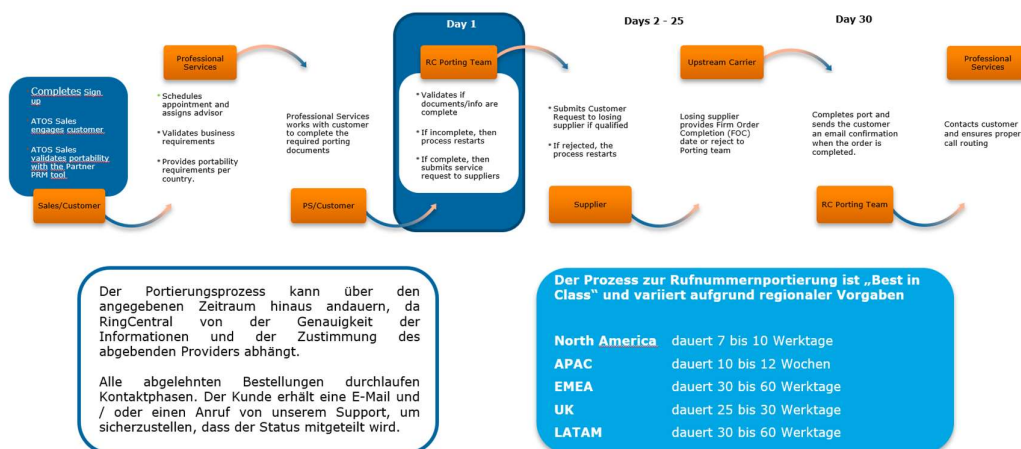 Day 1
Days 2 - 25
Day 30
Completes Sign
up
ATOS Sales
engages customer
ATOS Sales
validates portability
with the Partner
PRM tool
Sales/Customer
Professional
Services
* Schedules
appointment and
assigns advisor
* Validates business
requirements
* Provides portability
requirements per
country.
Professional Services
works with customer
to complete the
required porting
documents
PS/Customer
RC Porting Team
* Validates if
documents/info are
complete
* If incomplete, then
process restarts
* If complete, then
submits service
request to suppliers
* Submits Customer
Request to losing
supplier if qualified
* If rejected, the
process restarts
Supplier
Upstream Carrier
Losing supplier
provides Firm Order
Completion (FOC)
date or reject to
Porting team
Completes port and
sends the customer
an email confirmation
when the order is
completed.
RC Porting Team
Professional
Services
Contacts customer
and ensures proper
call routing
Der Portierungsprozess kann über den
angegebenen Zeitraum hinaus andauern, da
RingCentral von der Genauigkeit der
Informationen und der Zustimmung des
abgebenden Providers abhängt.
Alle abgelehnten Bestellungen durchlaufen
Kontaktphasen. Der Kunde erhält eine E-Mail und
/ oder einen Anruf von unserem Support, um
sicherzustellen, dass der Status mitgeteilt wird.
Der Prozess zur Rufnummernportierung ist „Best in
Class“ und variiert aufgrund regionaler Vorgaben
North America dauert 7 bis 10 Werktage
APAC dauert 10 bis 12 Wochen
EMEA dauert 30 bis 60 Werktage
UK dauert 25 bis 30 Werktage
LATAM dauert 30 bis 60 Werktage